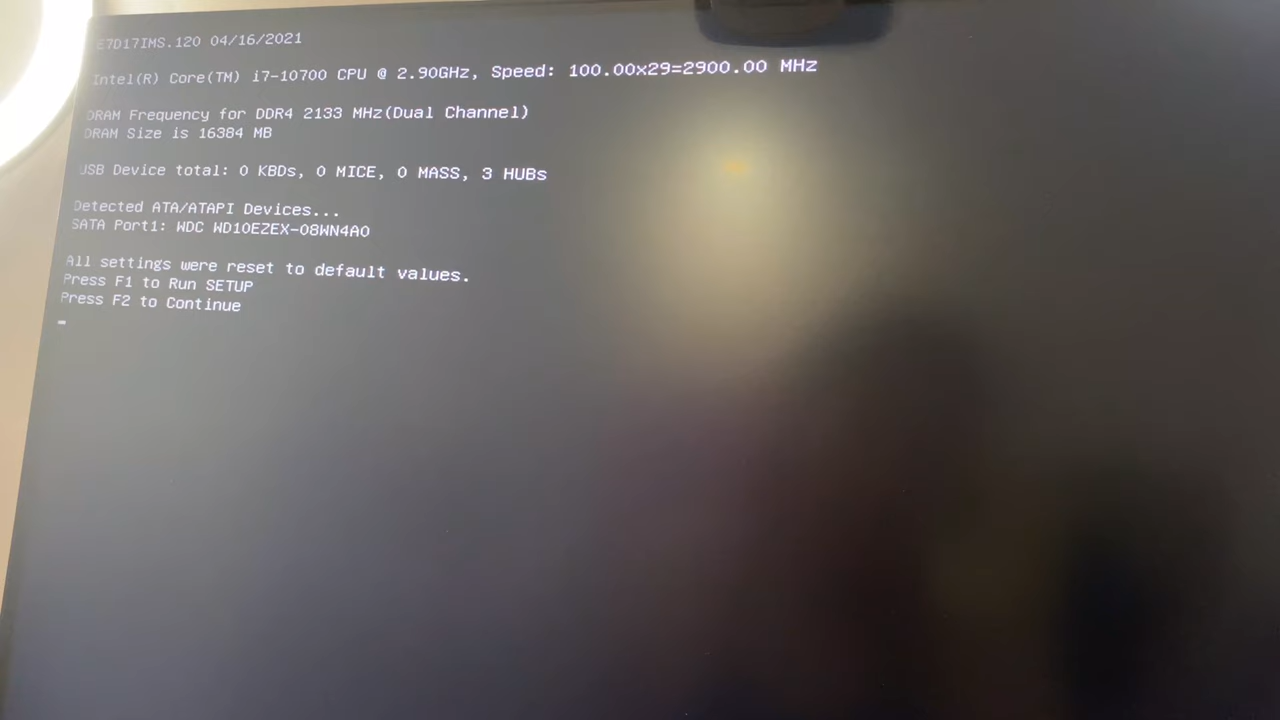 E7D17IMS.120 04/16/2021
Intel(R) Core(TM) i7-10700 CPU @ 2.90GHz, Speed: 100.00x29=2900.00 MHz
DRAM Frequency for DDR4 2133 MHz(Dual Channel)
DRAM Size is 16384 MB
USB Device total: 0 KBDs, 0 MICE, 0 MASS, 3 HUBs
Detected ATA/ATAPI Devices...
SATA Port1: WDC WD10EZEX-08WN4A0
All settings were reset to default values.
Press F1 to Run SETUP
Press F2 to Continue